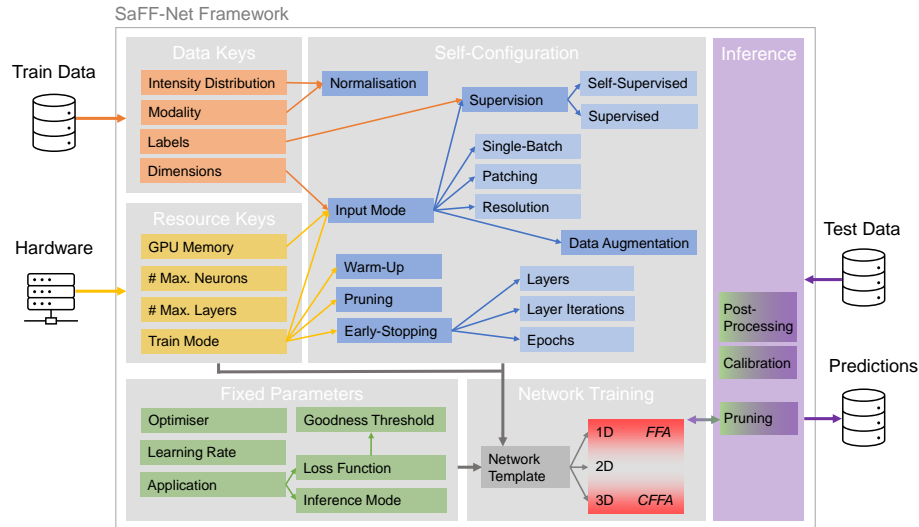 SaFF-Net Framework
Train Data
Hardware
Data Keys
Intensity Distribution
Modality
Labels
Dimensions
Resource Keys
GPU Memory
# Max. Neurons
# Max. Layers
Train Mode
Self-Configuration
Normalisation
Supervision
Self-Supervised
Supervised
Single-Batch
Patching
Resolution
Input Mode
Data Augmentation
Warm-Up
Pruning
Early-Stopping
Layers
Layer Iterations
Epochs
Fixed Parameters
Optimiser
Learning Rate
Application
Goodness Threshold
Loss Function
Inference Mode
Network Training
Network
Template
1D FFA
2D
3D CFFA
Inference
Post-
Processing
Calibration
Pruning
Test Data
Predictions